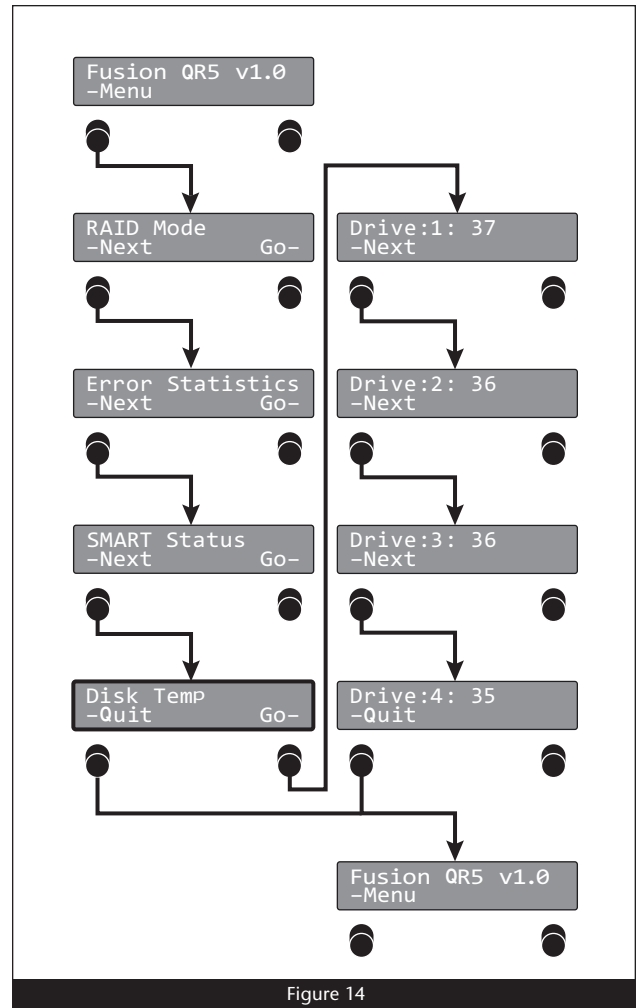 Fusion QR5 v1.0
–Menu
RAID Mode
–Next Go–
Error Statistics
–Next Go–
SMART Status
–Next Go–
Disk Temp
–Quit Go–
Drive:1: 37
–Next
Drive:2: 36
–Next
Drive:3: 36
–Next
Drive:4: 35
–Quit
Fusion QR5 v1.0
–Menu
Figure 14